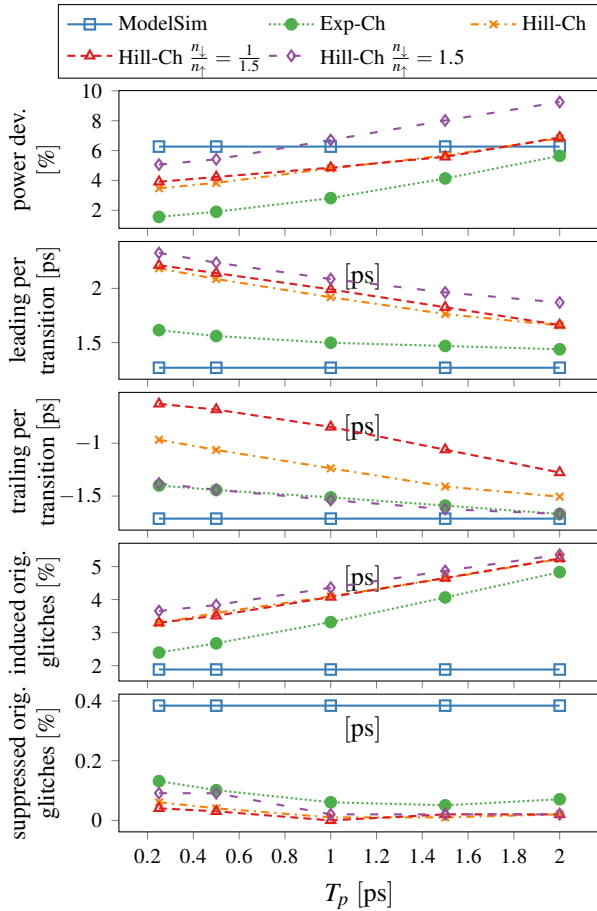 ModelSim Exp-Ch Hill-Ch
Hill-Ch n↓/n↑ = 1/1.5 Hill-Ch n↓/n↑ = 1.5
power dev.
[%]
10
8
6
4
2
leading per
transition [ps]
2
1.5
[ps]
trailing per
transition [ps]
−1
−1.5
[ps]
induced orig.
glitches [%]
5
4
3
2
[ps]
suppressed orig.
glitches [%]
0.4
0.2
0
[ps]
0.2 0.4 0.6 0.8 1 1.2 1.4 1.6 1.8 2
Tp [ps]